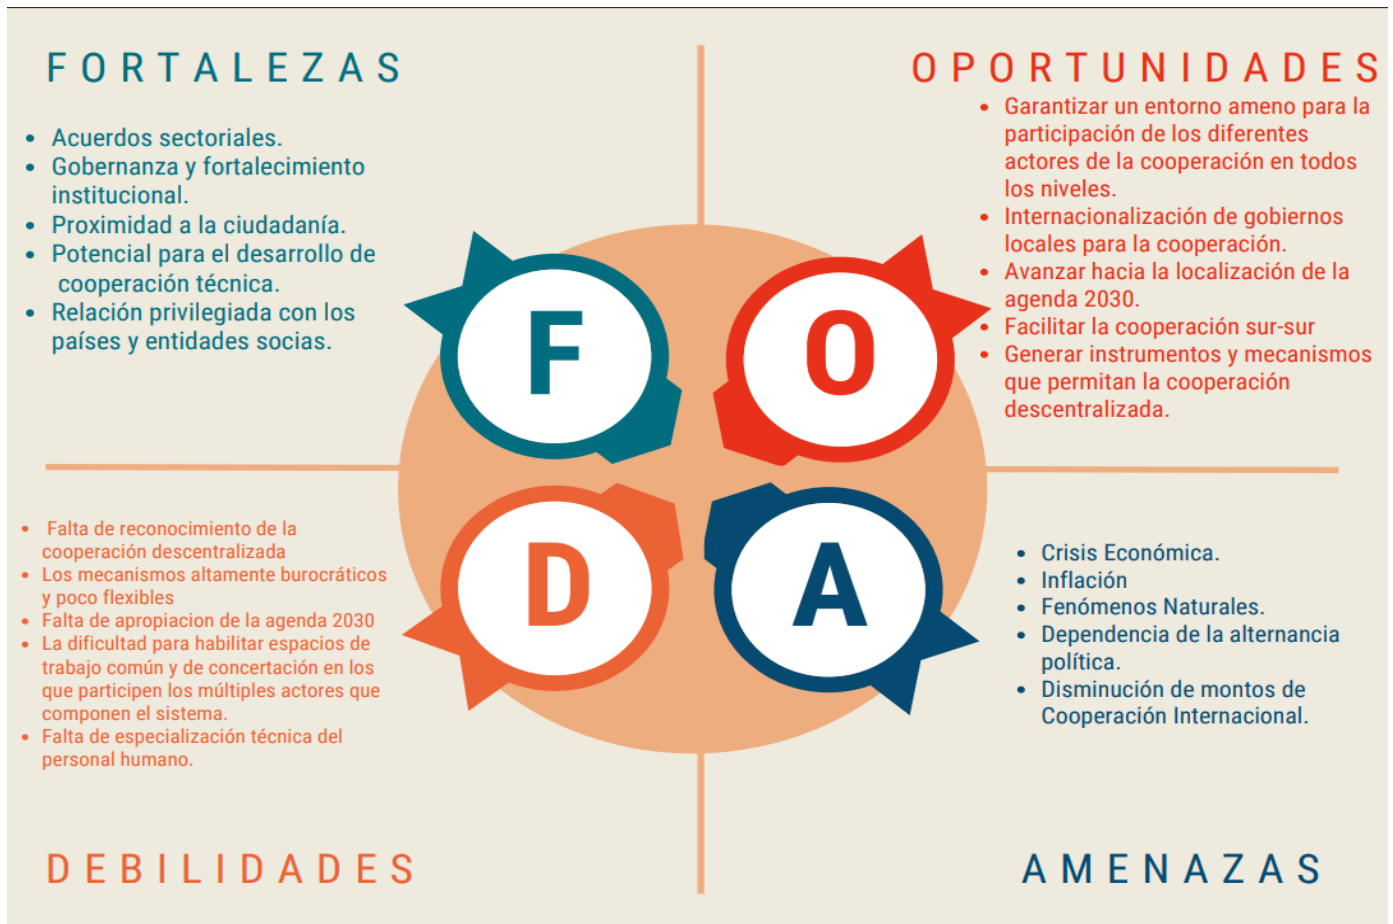 FORTALEZAS
• Acuerdos sectoriales.
• Gobernanza y fortalecimiento
institucional.
• Proximidad a la ciudadanía.
• Potencial para el desarrollo de
cooperación técnica.
• Relación privilegiada con los
países y entidades socias.
OPORTUNIDADES
• Garantizar un entorno ameno para la
participación de los diferentes
actores de la cooperación en todos
los niveles.
• Internacionalización de gobiernos
locales para la cooperación.
• Avanzar hacia la localización de la
agenda 2030.
• Facilitar la cooperación sur-sur
• Generar instrumentos y mecanismos
que permitan la cooperación
descentralizada.
F
O
D
A
• Falta de reconocimiento de la
cooperación descentralizada
• Los mecanismos altamente burocráticos
y poco flexibles
• Falta de apropiacion de la agenda 2030
• La dificultad para habilitar espacios de
trabajo común y de concertación en los
que participen los múltiples actores que
componen el sistema.
• Falta de especialización técnica del
personal humano.
DEBILIDADES
• Crisis Económica.
• Inflación
• Fenómenos Naturales.
• Dependencia de la alternancia
política.
• Disminución de montos de
Cooperación Internacional.
AMENAZAS